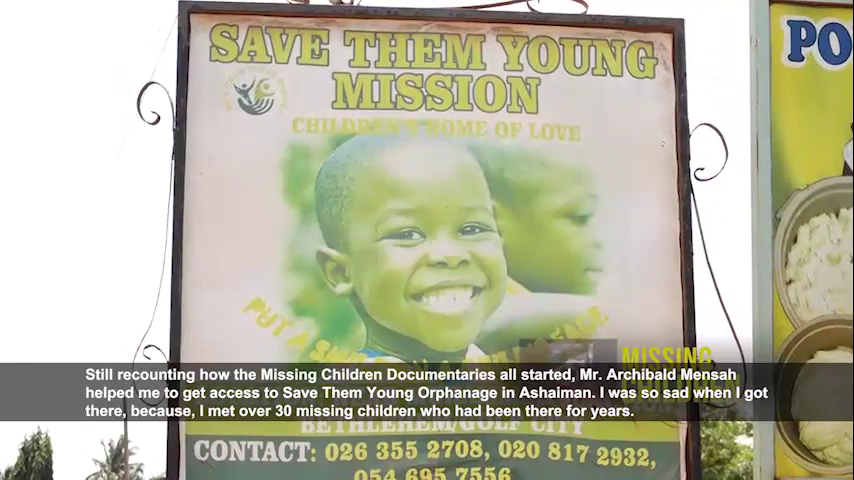 SAVE THEM YOUNG
MISSION
CHILDREN'S HOME OF LOVE
PUT A
MISSING
PO
Still recounting how the Missing Children Documentaries all started, Mr. Archibald Mensah
helped me to get access to Save Them Young Orphanage in Ashaiman. I was so sad when I got
there, because, I met over 30 missing children who had been there for years.
BETHLEHEM/GOLF CITY
CONTACT: 026 355 2708, 020 817 2932,
054 695 7556